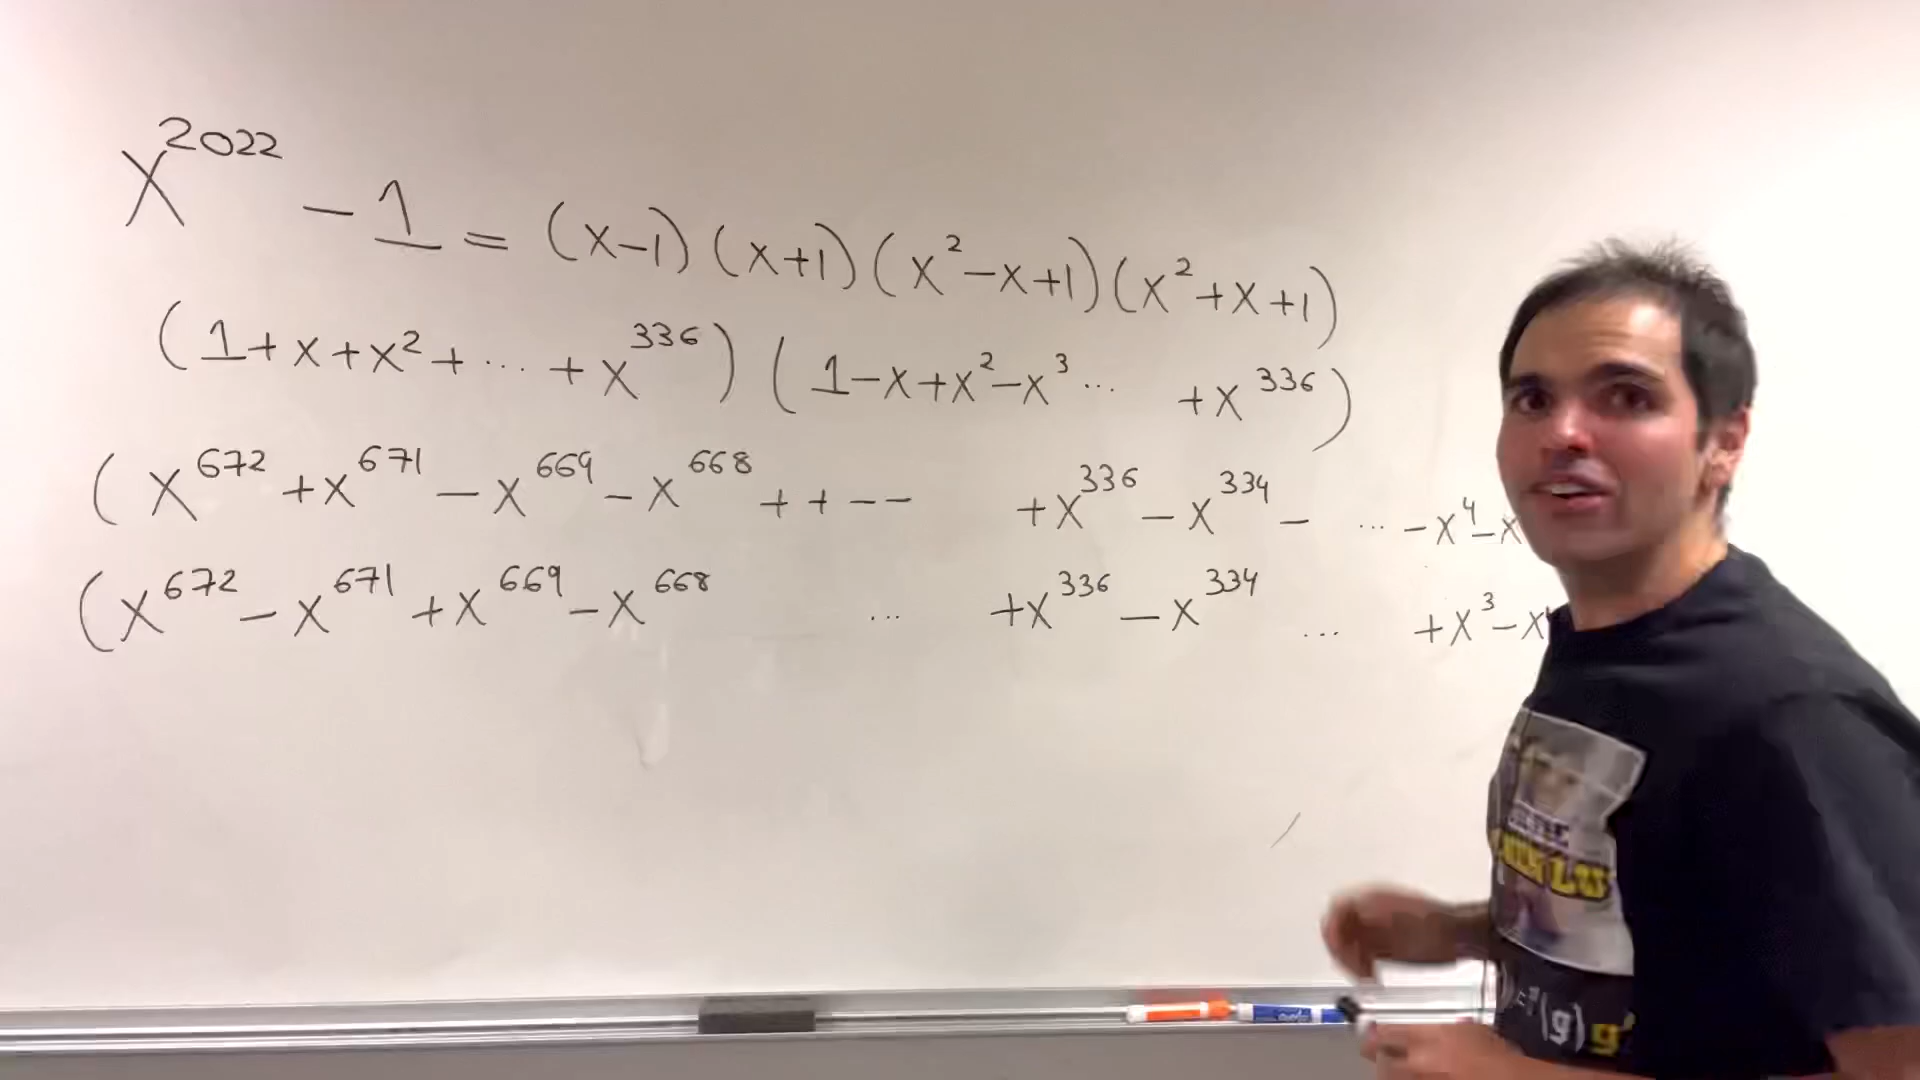 x^2022 - 1 = (x-1)(x+1)(x^2-x+1)(x^2+x+1)
(1+x+x^2+ ... +x^336)(1-x+x^2-x^3... +x^336)
(x^672+x^671-x^669-x^668++-- +x^336-x^334- ... -x^4-x
(x^672-x^671+x^669-x^668 ... +x^336-x^334 ... +x^3-x
(g)g'